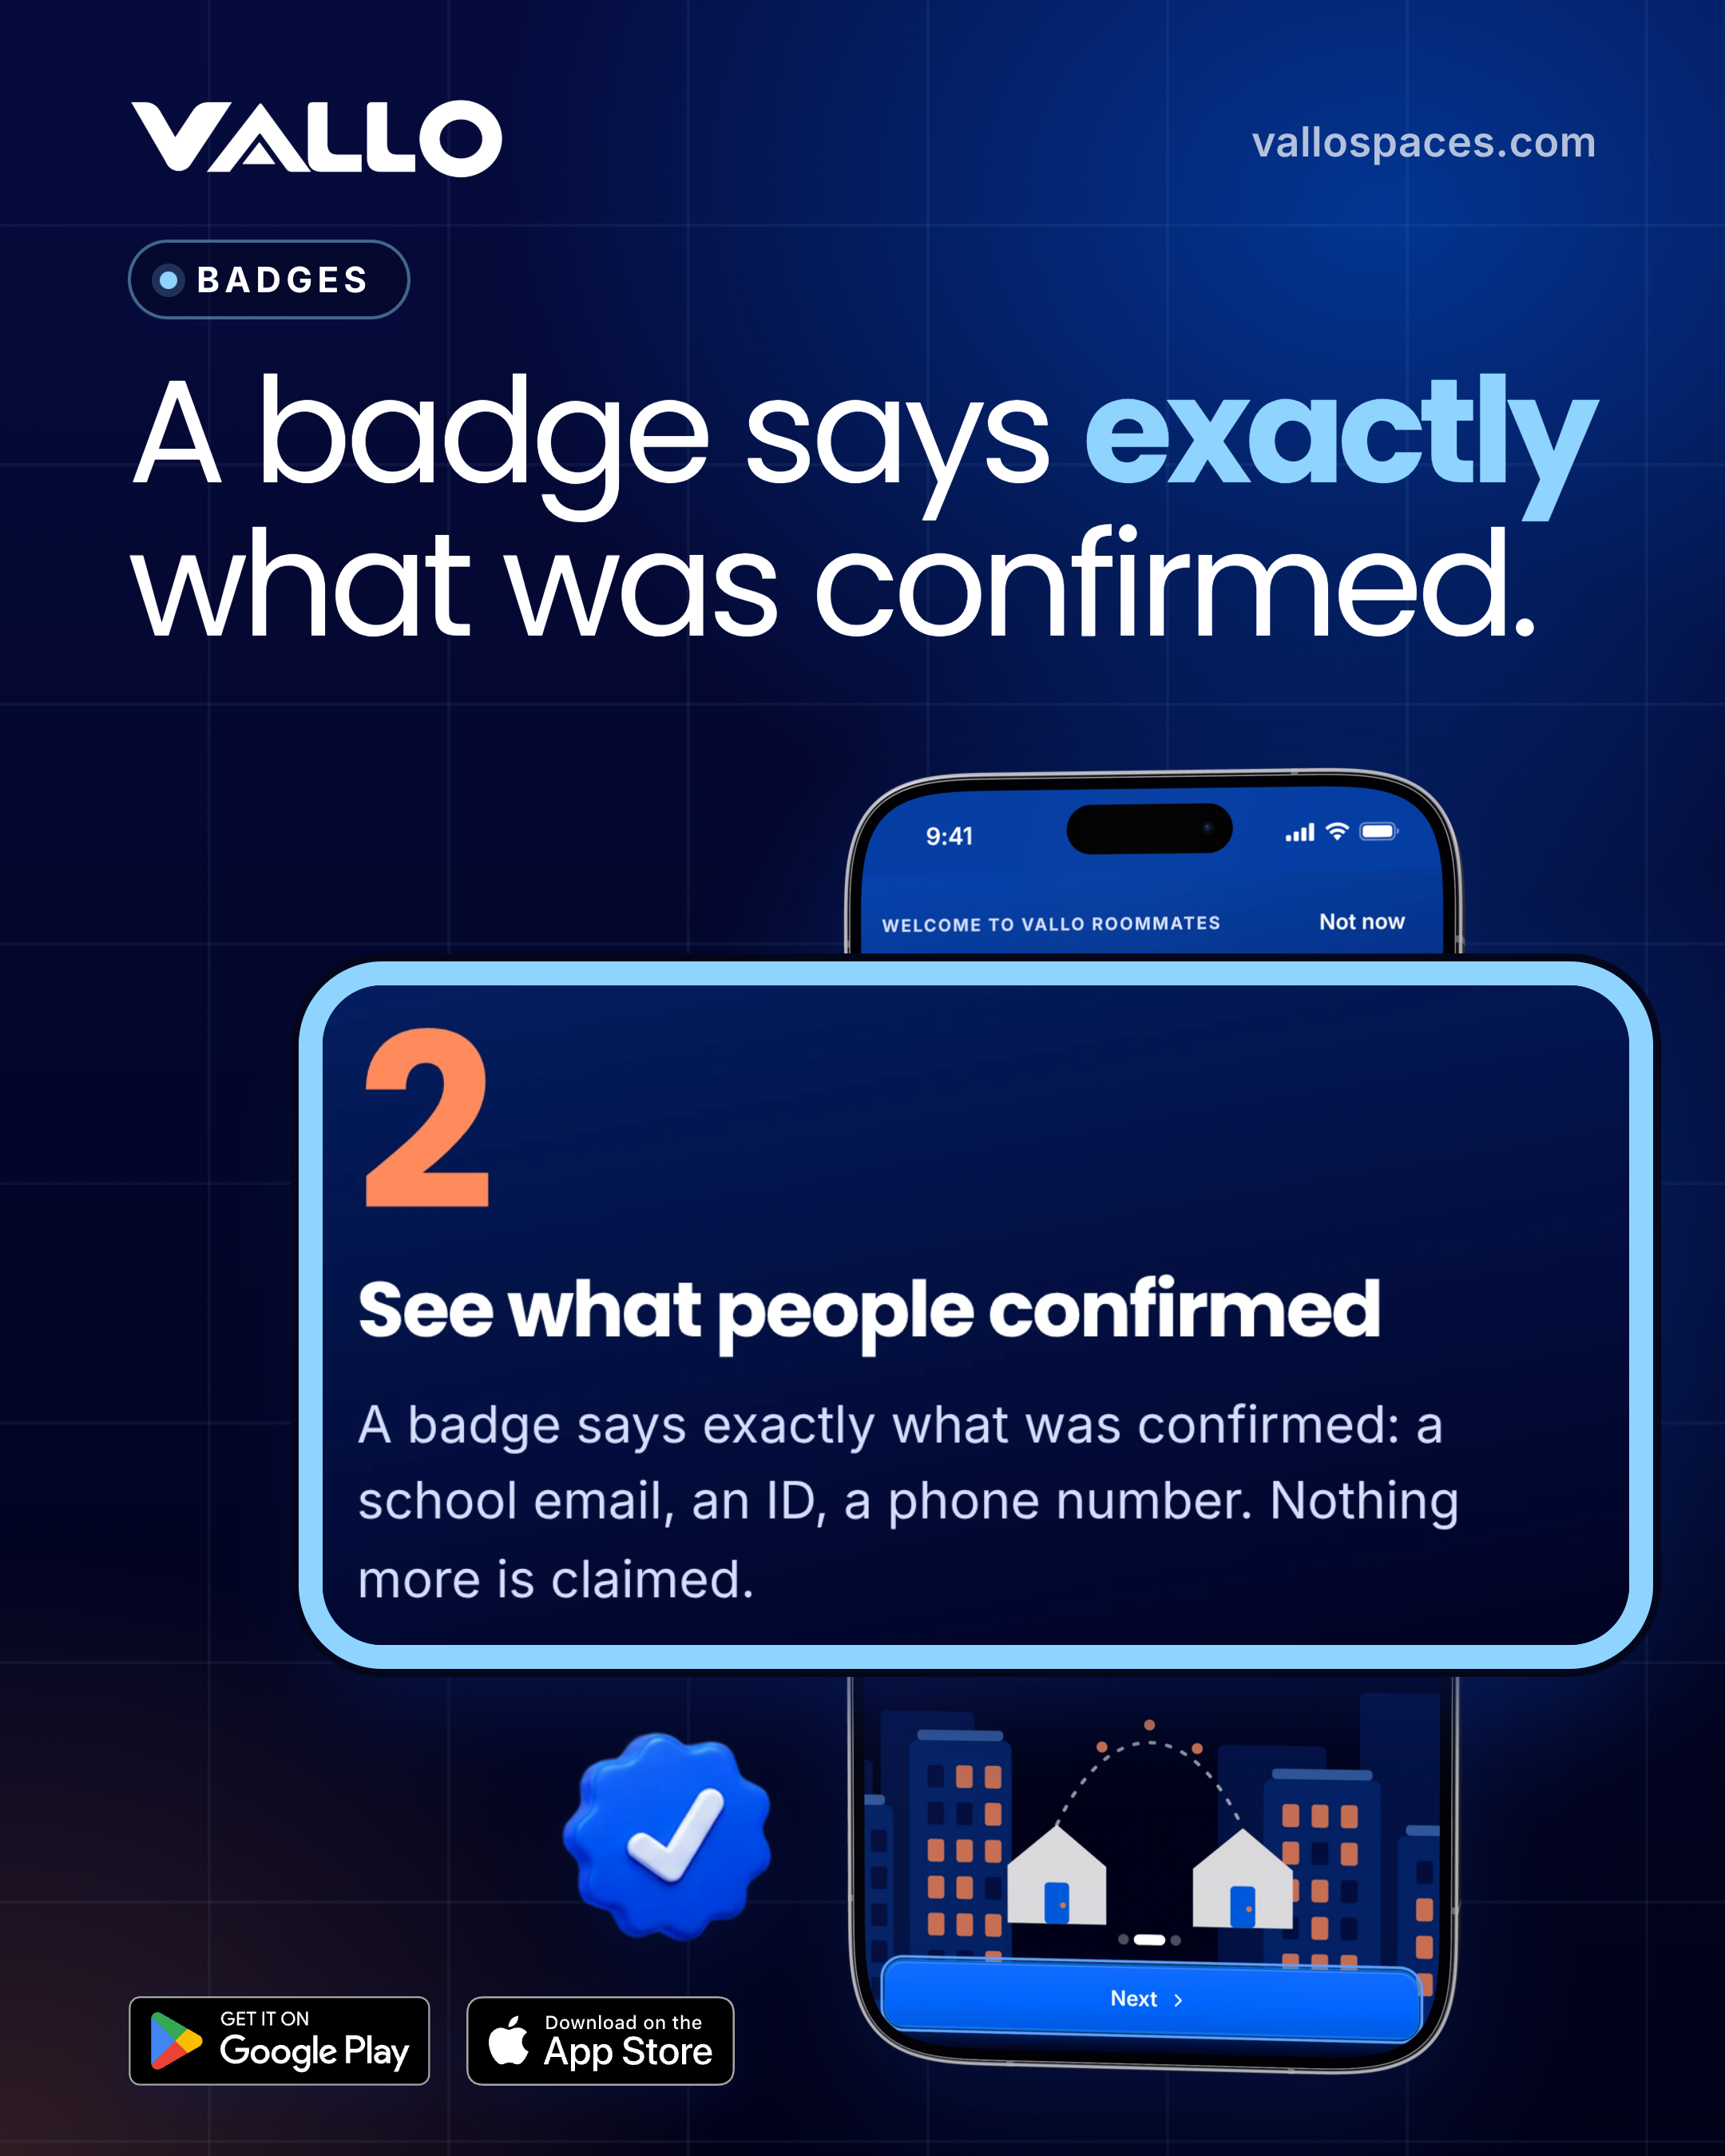 VALLO
vallospaces.com
BADGES
A badge says exactly
what was confirmed.
9:41
WELCOME TO VALLO ROOMMATES
Not now
2
See what people confirmed
A badge says exactly what was confirmed: a
school email, an ID, a phone number. Nothing
more is claimed.
Next
GET IT ON
Google Play
Download on the
App Store